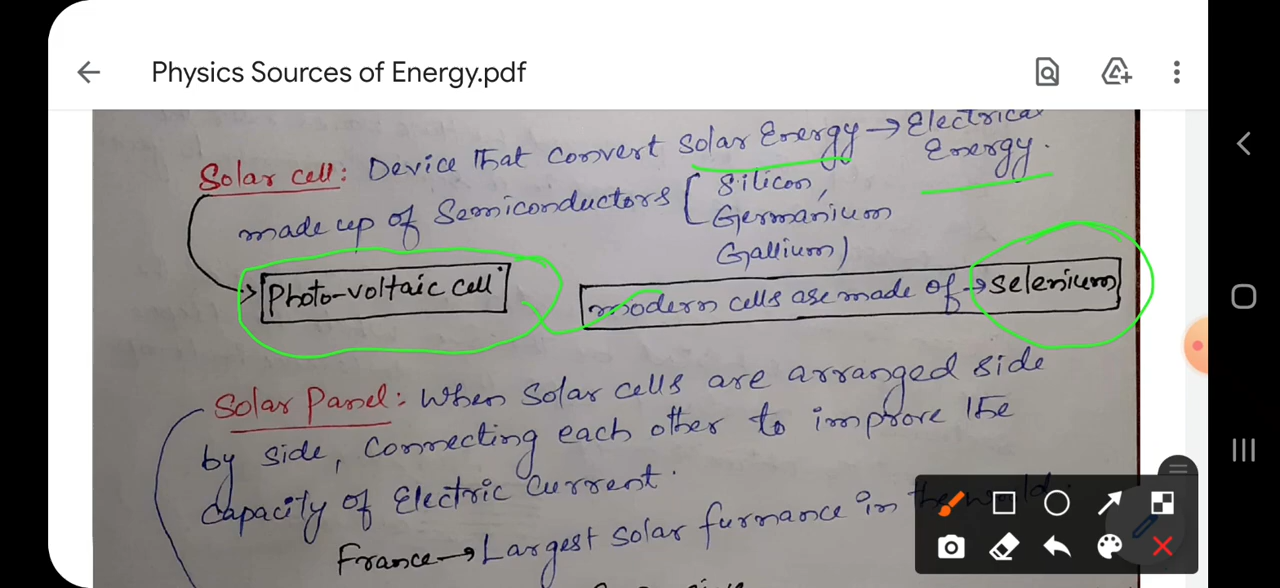 Physics Sources of Energy.pdf
Solar cell: Device that convert Solar Energy → Electrical Energy.
made up of Semiconductors [Silicon,
Germanium
Gallium)
Photo-voltaic cell
modern cells are made of → Selenium
Solar Panel: When Solar cells are arranged side
by side, Connecting each other to improve the
Capacity of Electric Current.
France → Largest Solar furnance in the world.